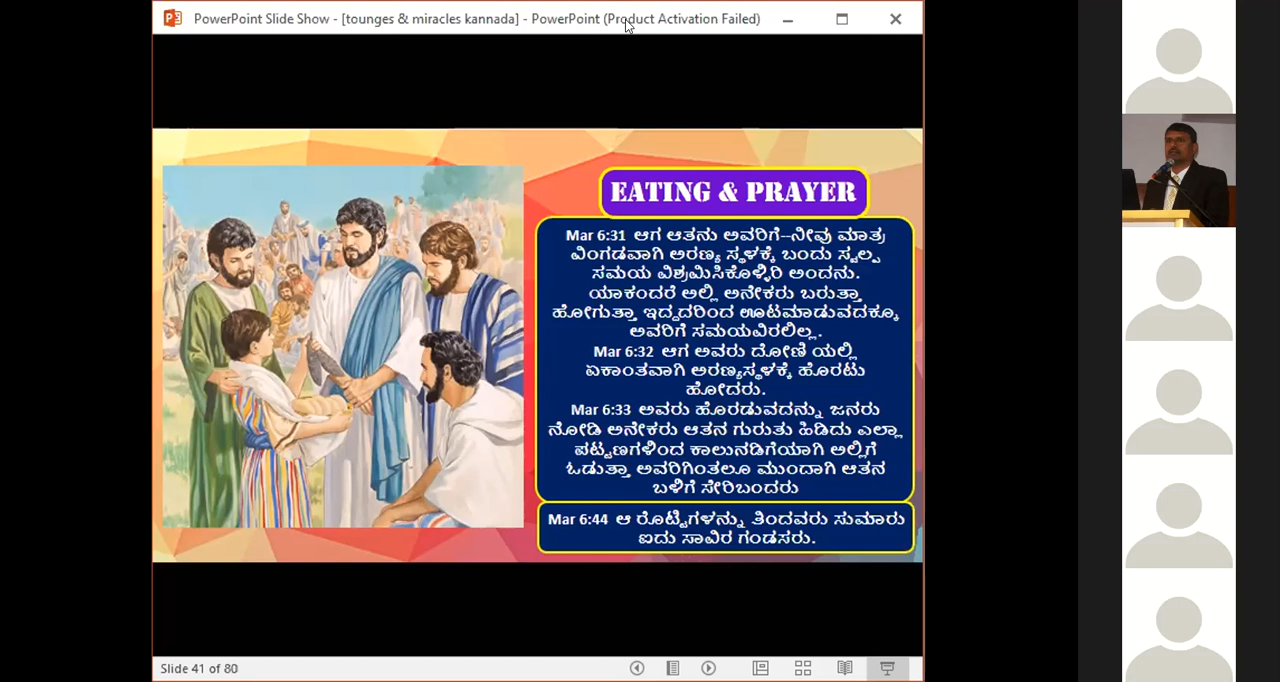 PowerPoint Slide Show - [tounges & miracles kannada] - PowerPoint (Product Activation Failed)
EATING & PRAYER
Mar 6:31 ಆಗ ಆತನು ಅವರಿಗೆ--ನೀವು ಮಾತ್ರ
ವಿಂಗಡವಾಗಿ ಅರಣ್ಯ ಸ್ಥಳಕ್ಕೆ ಬಂದು ಸ್ವಲ್ಪ
ಸಮಯ ವಿಶ್ರಮಿಸಿಕೊಳ್ಳಿರಿ ಅಂದನು.
ಯಾಕಂದರೆ ಅಲ್ಲಿ ಅನೇಕರು ಬರುತ್ತಾ
ಹೋಗುತ್ತಾ ಇದ್ದದರಿಂದ ಊಟಮಾಡುವದಕ್ಕೂ
ಅವರಿಗೆ ಸಮಯವಿರಲಿಲ್ಲ.
Mar 6:32 ಆಗ ಅವರು ದೋಣಿ ಯಲ್ಲಿ
ಏಕಾಂತವಾಗಿ ಅರಣ್ಯಸ್ಥಳಕ್ಕೆ ಹೊರಟು
ಹೋದರು.
Mar 6:33 ಅವರು ಹೊರಡುವದನ್ನು ಜನರು
ನೋಡಿ ಅನೇಕರು ಆತನ ಗುರುತು ಹಿಡಿದು ಎಲ್ಲಾ
ಪಟ್ಟಣಗಳಿಂದ ಕಾಲುನಡಿಗೆಯಾಗಿ ಅಲ್ಲಿಗೆ
ಓಡುತ್ತಾ ಅವರಿಗಿಂತಲೂ ಮುಂದಾಗಿ ಆತನ
ಬಳಿಗೆ ಸೇರಿಬಂದರು
Mar 6:44 ಆ ರೊಟ್ಟಿಗಳನ್ನು ತಿಂದವರು ಸುಮಾರು
ಐದು ಸಾವಿರ ಗಂಡಸರು.
Slide 41 of 80